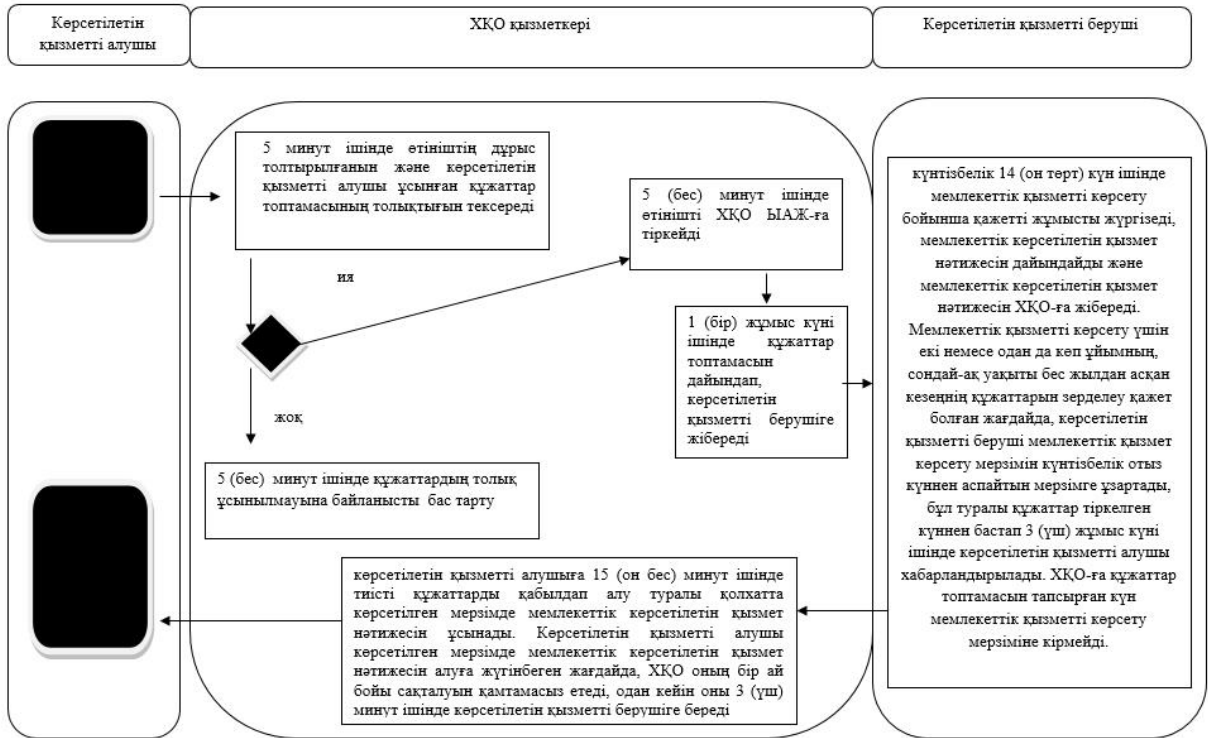 Көрсетілетін
қызметті алушы
ХҚО қызметкері
Көрсетілетін қызметті беруші
5 минут ішінде өтініштің дұрыс
толтырылғанын және көрсетілетін
қызметті алушы ұсынған құжаттар
топтамасының толықтығын тексереді
ия
жоқ
5 (бес) минут ішінде құжаттардың толық
ұсынылмауына байланысты бас тарту
5 (бес) минут ішінде
өтінішті ХҚО ЫАЖ-ға
тіркейді
1 (бір) жұмыс күні
ішінде құжаттар
топтамасын
дайындап,
көрсетілетін
қызметті берушіге
жібереді
күнтізбелік 14 (он төрт) күн ішінде
мемлекеттік қызметті көрсету
бойынша қажетті жұмысты жүргізеді,
мемлекеттік көрсетілетін қызмет
нәтижесін дайындайды және
мемлекеттік көрсетілетін қызмет
нәтижесін ХҚО-ға жібереді.
Мемлекеттік қызметті көрсету үшін
екі немесе одан да көп ұйымның,
сондай-ақ уақыты бес жылдан асқан
кезеңнің құжаттарын зерделеу қажет
болған жағдайда, көрсетілетін
қызметті беруші мемлекеттік қызмет
көрсету мерзімін күнтізбелік отыз
күннен аспайтын мерзімге ұзартады,
бұл туралы құжаттар тіркелген
күннен бастап 3 (үш) жұмыс күні
ішінде көрсетілетін қызметті алушы
хабарландырылады. ХҚО-ға құжаттар
топтамасын тапсырған күн
мемлекеттік қызметті көрсету
мерзіміне кірмейді.
көрсетілетін қызметті алушыға 15 (он бес) минут ішінде
тиісті құжаттарды қабылдап алу туралы қолхатта
көрсетілген мерзімде мемлекеттік көрсетілетін қызмет
нәтижесін ұсынады. Көрсетілетін қызметті алушы
көрсетілген мерзімде мемлекеттік көрсетілетін қызмет
нәтижесін алуға жүгінбеген жағдайда, ХҚО оның бір ай
бойы сақталуын қамтамасыз етеді, одан кейін оны 3 (үш)
минут ішінде көрсетілетін қызметті берушіге береді